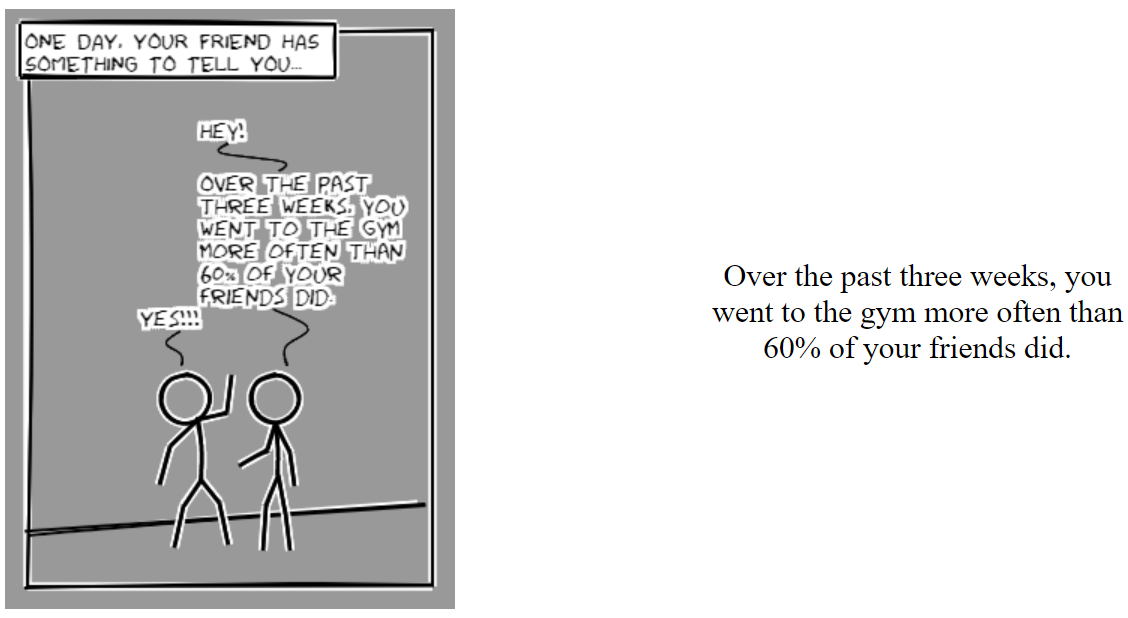 ONE DAY, YOUR FRIEND HAS
SOMETHING TO TELL YOU...
HEY!
OVER THE PAST
THREE WEEKS, YOU
WENT TO THE GYM
MORE OFTEN THAN
60% OF YOUR
FRIENDS DID.
YES!!!
Over the past three weeks, you
went to the gym more often than
60% of your friends did.